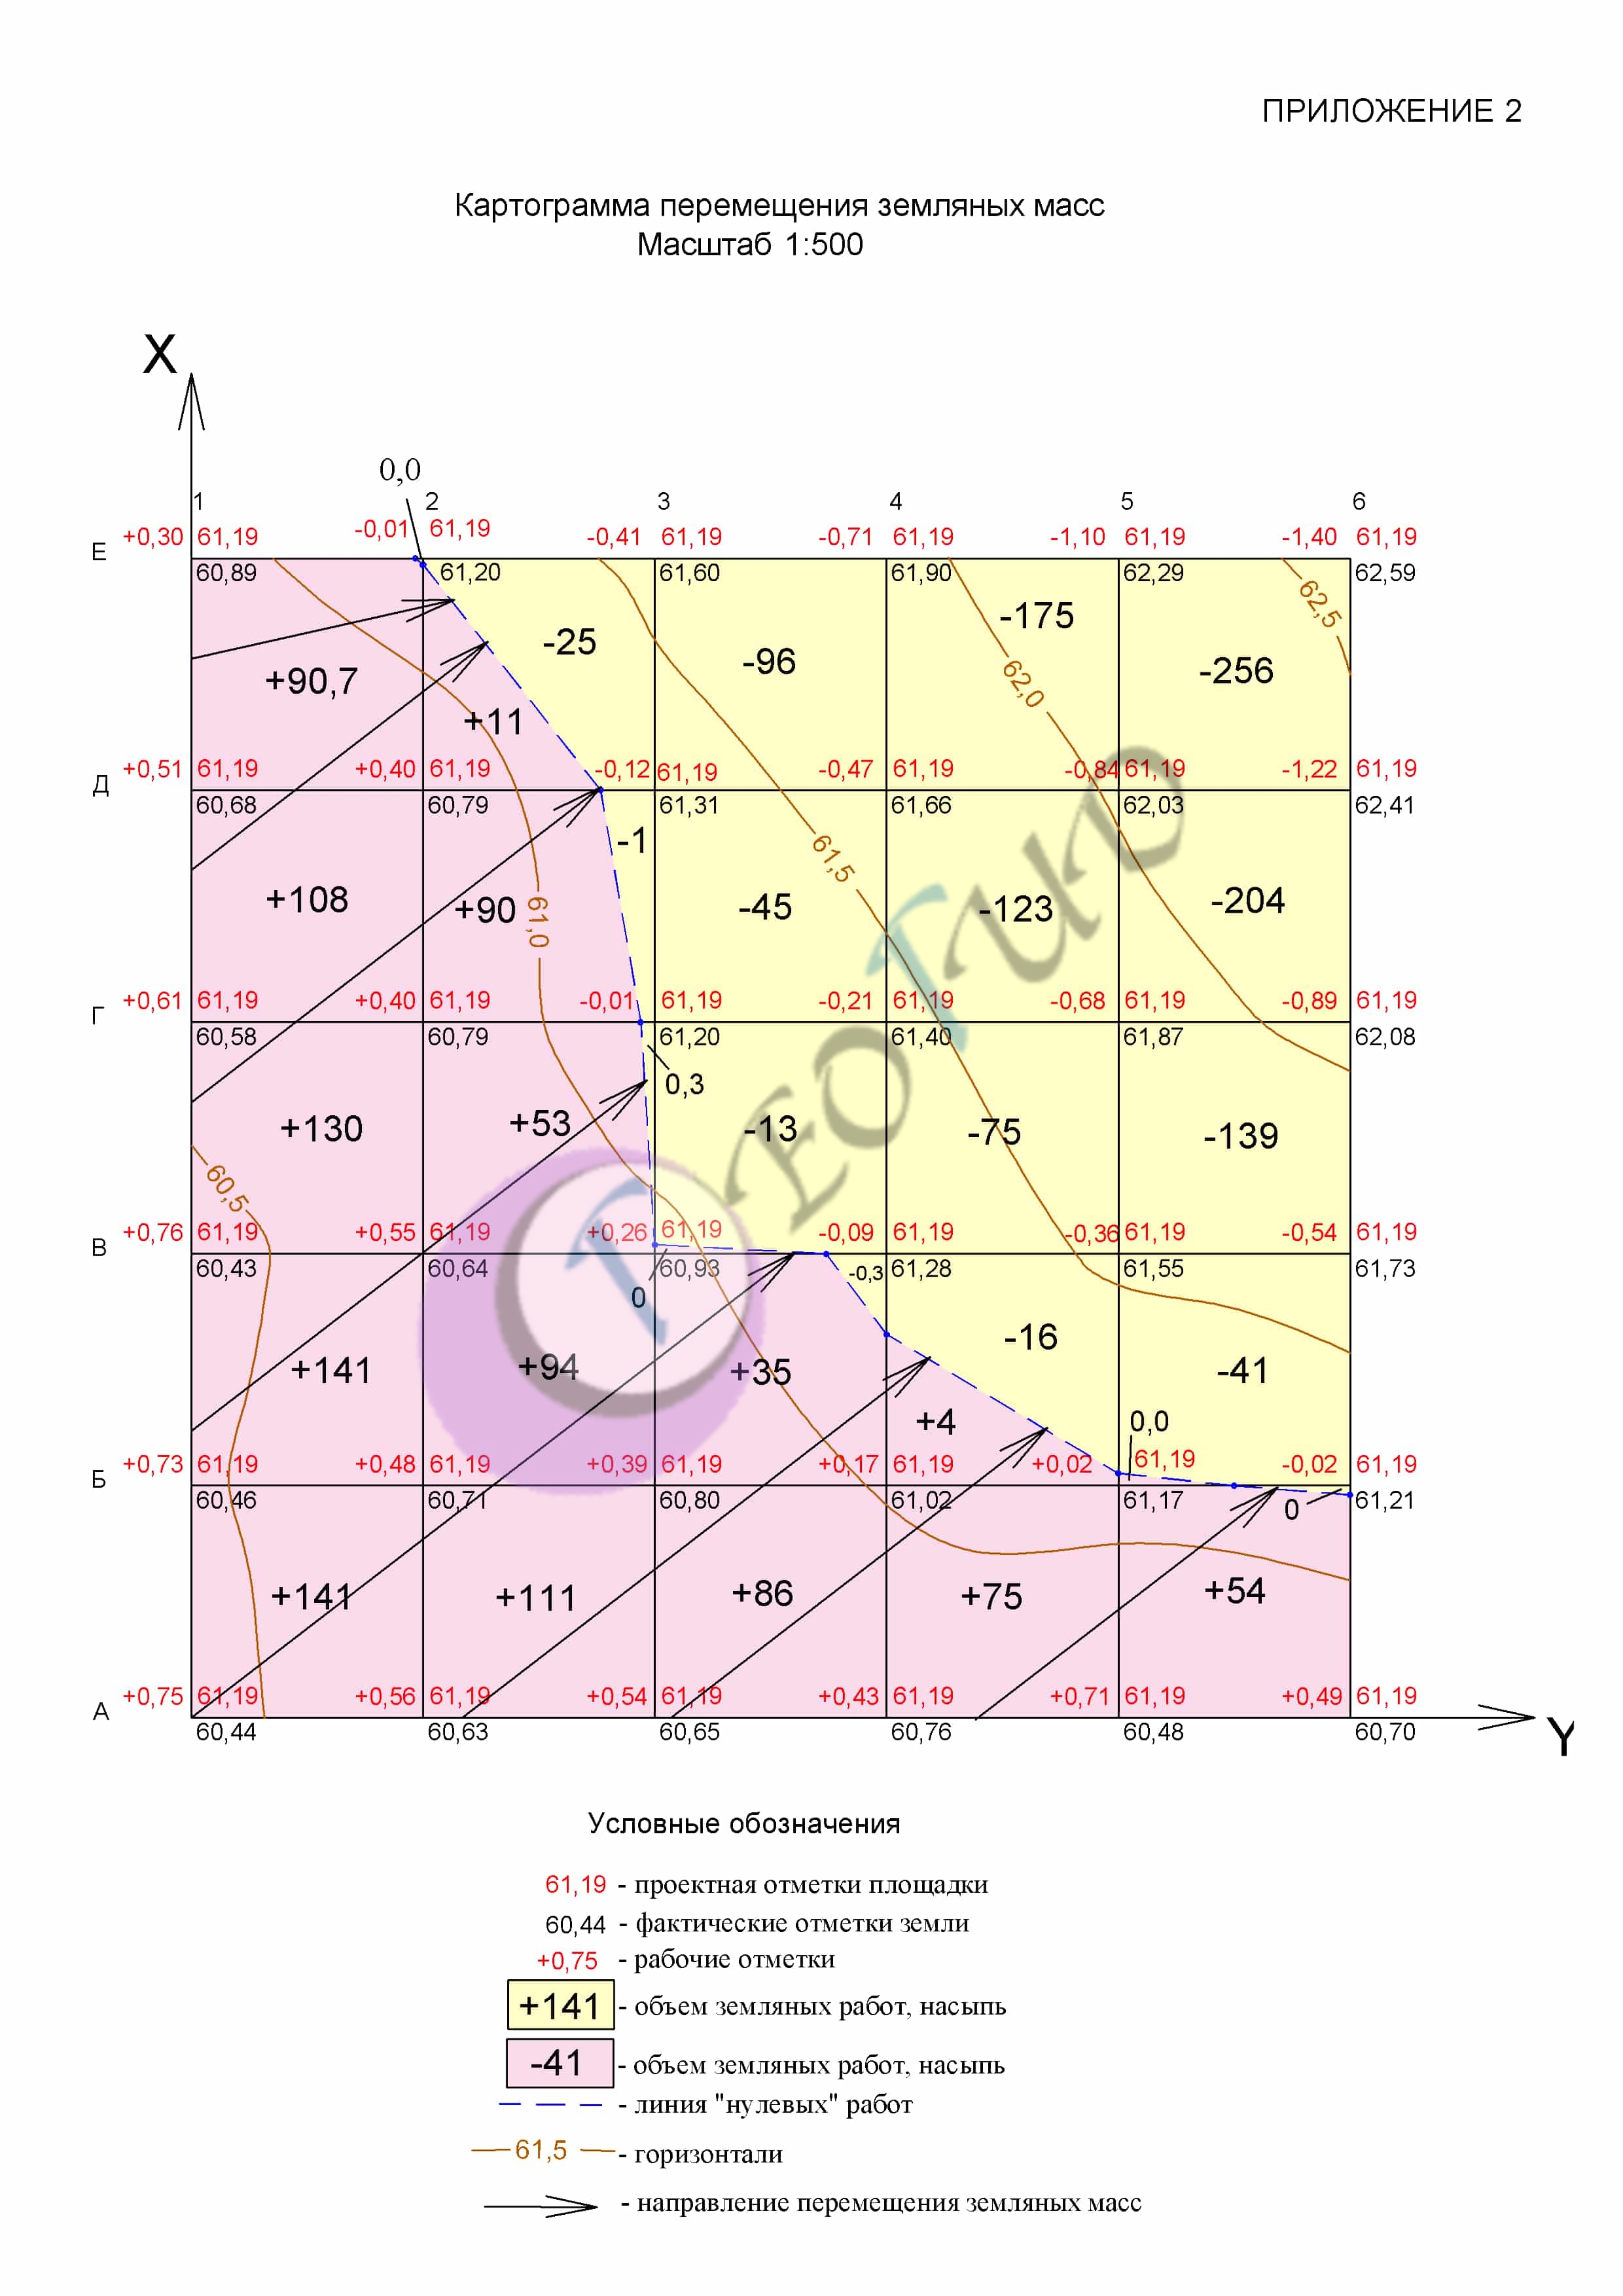 ПРИЛОЖЕНИЕ 2
Картограмма перемещения земляных масс
Масштаб 1:500
X
0,0
1 2 3 4 5 6
+0,30 61,19 -0,01 61,19 -0,41 61,19 -0,71 61,19 -1,10 61,19 -1,40 61,19
Е
60,89 61,20 61,60 61,90 62,29 62,59
62,5
-175
-25
-96
62,0
-256
+90,7
+11
+0,51 61,19 +0,40 61,19 -0,12 61,19 -0,47 61,19 -0,84 61,19 -1,22 61,19
Д
60,68 60,79 61,31 61,66 62,03 62,41
-1
61,5
+108 +90 61,0 -45 -123 -204
+0,61 61,19 +0,40 61,19 -0,01 61,19 -0,21 61,19 -0,68 61,19 -0,89 61,19
Г
60,58 60,79 61,20 61,40 61,87 62,08
0,3
+130 +53 -13 -75 -139
60,5
ГЕОТИД
+0,76 61,19 +0,55 61,19 +0,26 61,19 -0,09 61,19 -0,36 61,19 -0,54 61,19
В
60,43 60,64 60,93 -0,3 61,28 61,55 61,73
0
-16
+141 +94 +35 -41
+4 0,0
+0,73 61,19 +0,48 61,19 +0,39 61,19 +0,17 61,19 +0,02 61,19 -0,02 61,19
Б
60,46 60,71 60,80 61,02 61,17 0 61,21
+141 +111 +86 +75 +54
+0,75 61,19 +0,56 61,19 +0,54 61,19 +0,43 61,19 +0,71 61,19 +0,49 61,19
А
60,44 60,63 60,65 60,76 60,48 60,70
Y
Условные обозначения
61,19 - проектная отметки площадки
60,44 - фактические отметки земли
+0,75 - рабочие отметки
+141 - объем земляных работ, насыпь
-41 - объем земляных работ, насыпь
- линия "нулевых" работ
61,5 - горизонтали
- направление перемещения земляных масс